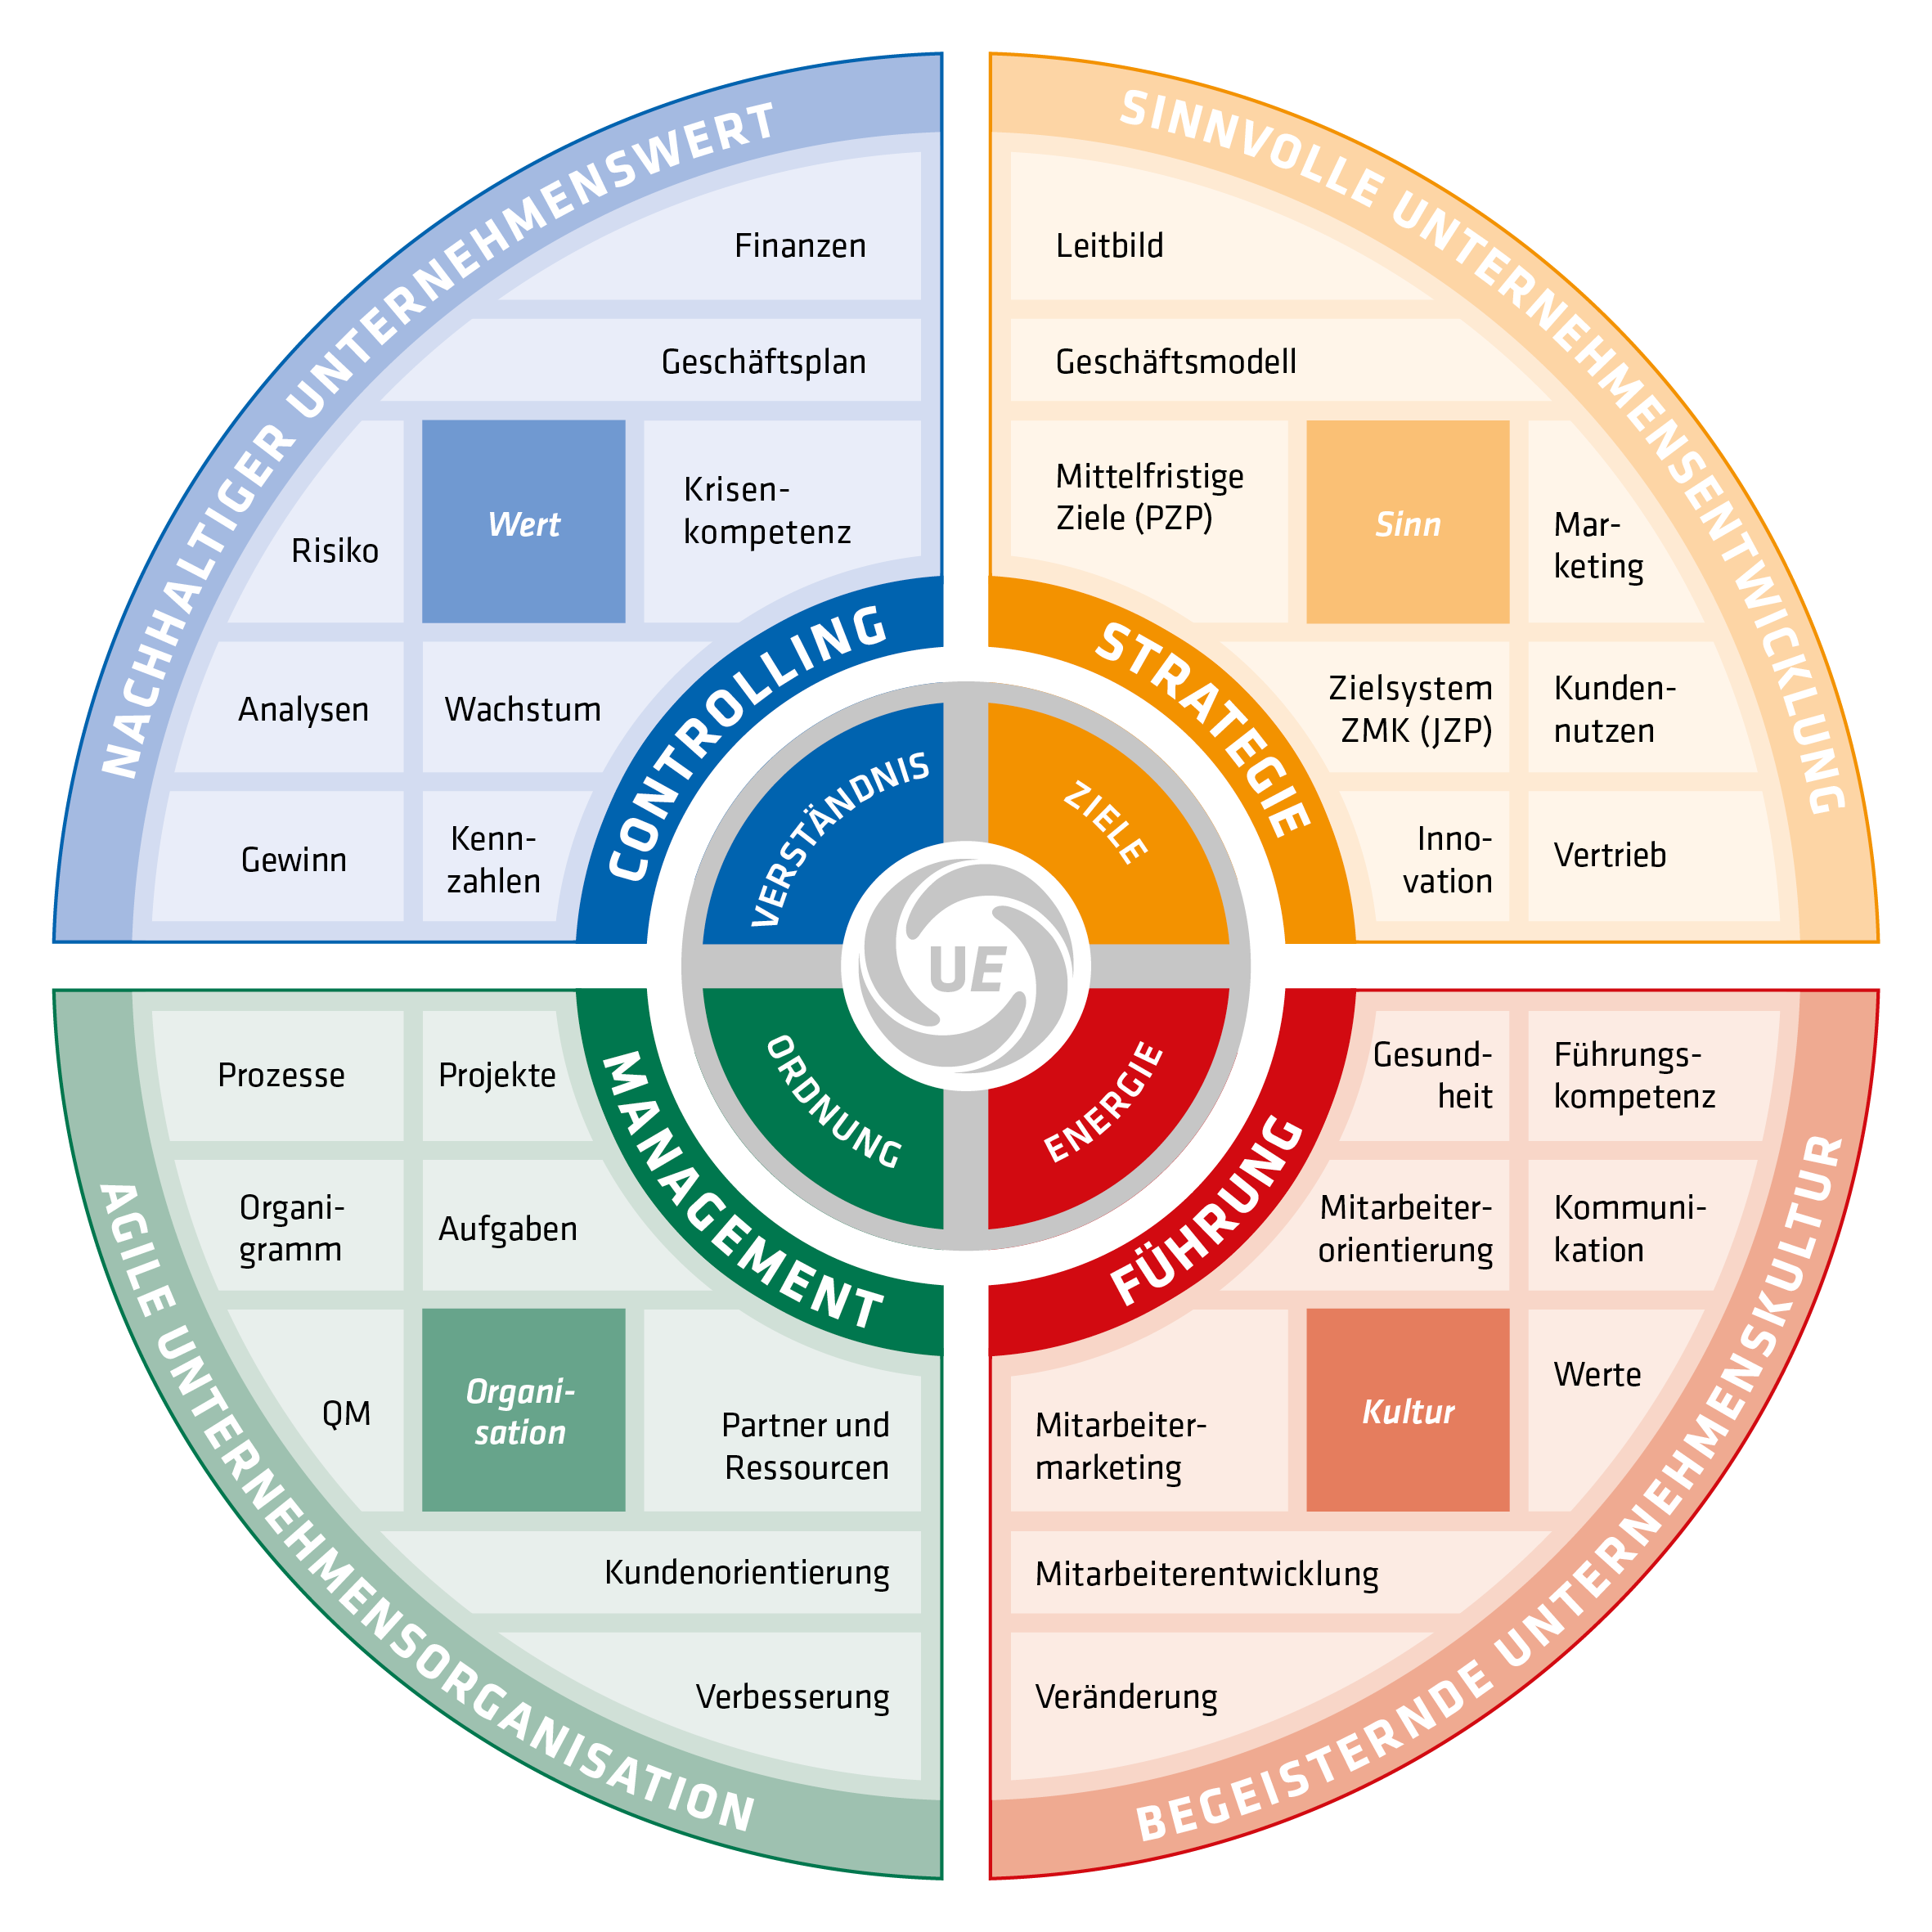 NACHHALTIGER UNTERNEHMENSWERT
Finanzen
Geschäftsplan
Risiko
Wert
Krisen-
kompetenz
Analysen
Wachstum
Gewinn
Kenn-
zahlen
CONTROLLING
VERSTÄNDNIS
SINNVOLLE UNTERNEHMENSENTWICKLUNG
Leitbild
Geschäftsmodell
Mittelfristige
Ziele (PZP)
Sinn
Mar-
keting
Zielsystem
ZMK (JZP)
Kunden-
nutzen
Inno-
vation
Vertrieb
STRATEGIE
ZIELE
UE
AGILE UNTERNEHMENSORGANISATION
Prozesse
Projekte
Organi-
gramm
Aufgaben
QM
Organi-
sation
Partner und
Ressourcen
Kundenorientierung
Verbesserung
MANAGEMENT
ORDNUNG
BEGEISTERNDE UNTERNEHMENSKULTUR
Gesund-
heit
Führungs-
kompetenz
Mitarbeiter-
orientierung
Kommuni-
kation
Mitarbeiter-
marketing
Kultur
Werte
Mitarbeiterentwicklung
Veränderung
FÜHRUNG
ENERGIE